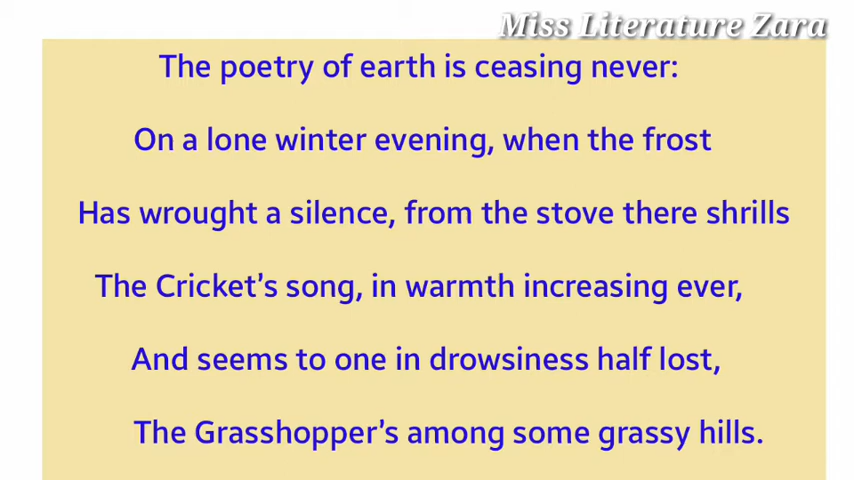 Miss Literature Zara
The poetry of earth is ceasing never:
On a lone winter evening, when the frost
Has wrought a silence, from the stove there shrills
The Cricket's song, in warmth increasing ever,
And seems to one in drowsiness half lost,
The Grasshopper's among some grassy hills.